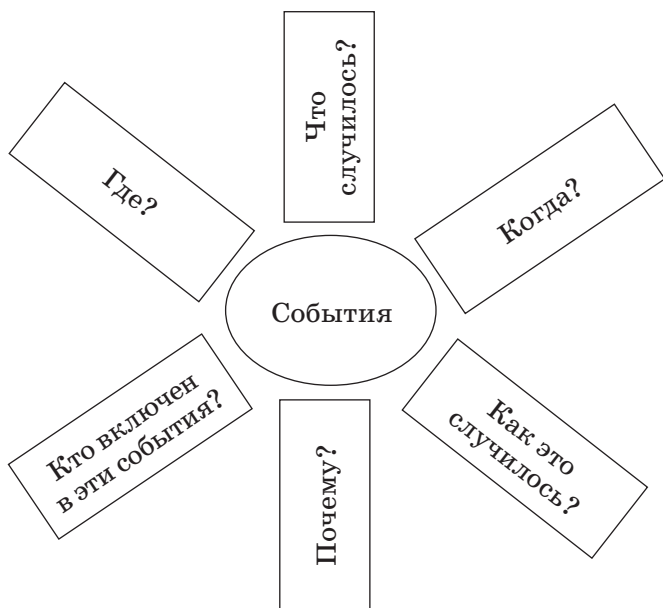 Что
случилось?
Где?
Когда?
События
Кто включен
в эти события?
Как это
случилось?
Почему?